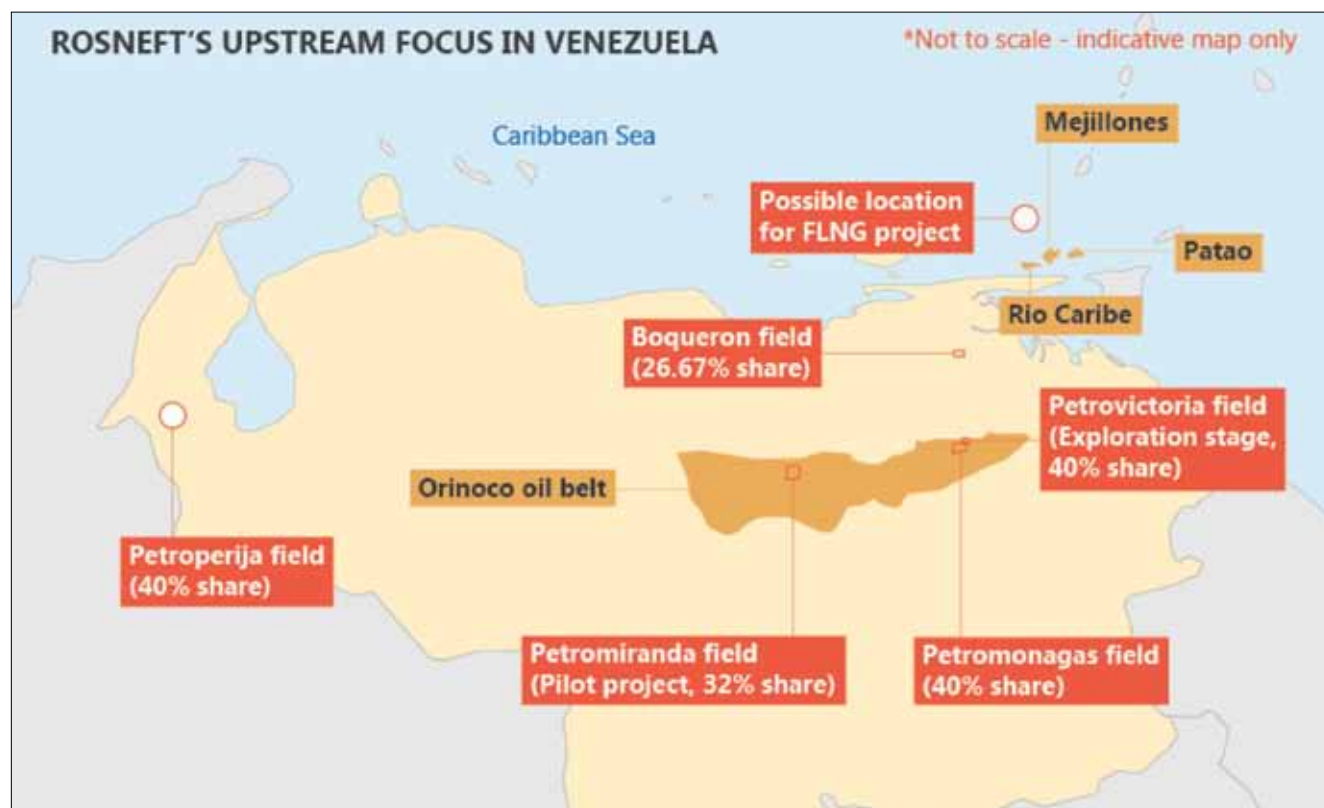 ROSNEFT'S UPSTREAM FOCUS IN VENEZUELA
*Not to scale - indicative map only
Mejillones
Caribbean Sea
Possible location
for FLNG project
Patao
Rio Caribe
Boqueron field
(26.67% share)
Petrovictoria field
(Exploration stage,
40% share)
Orinoco oil belt
Petroperija field
(40% share)
Petromiranda field
(Pilot project, 32% share)
Petromonagas field
(40% share)